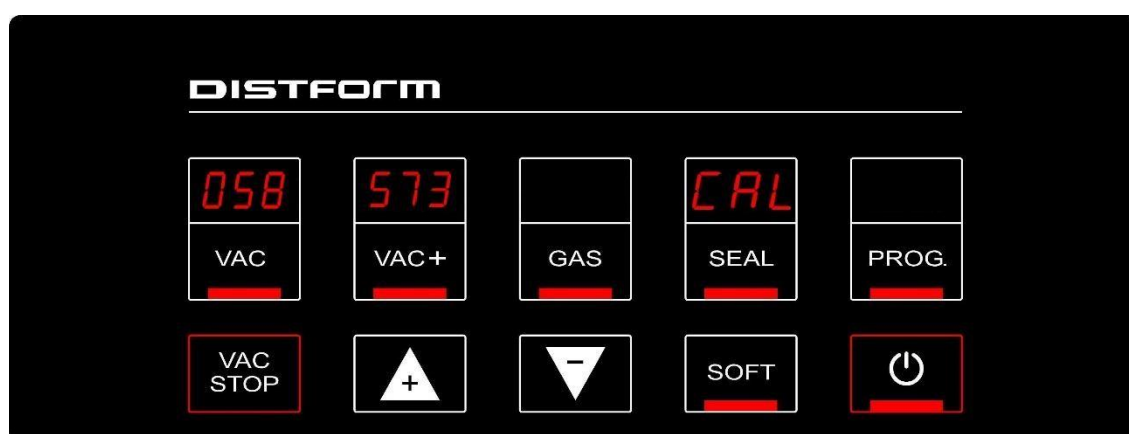 DISTFORM
058 573 CAL
VAC VAC+ GAS SEAL PROG.
VAC
STOP + - SOFT